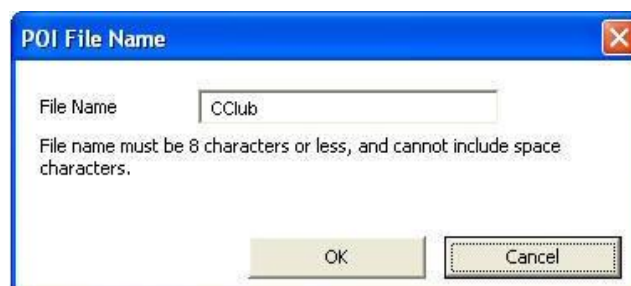 POI File Name
File Name CClub
File name must be 8 characters or less, and cannot include space
characters.
OK Cancel